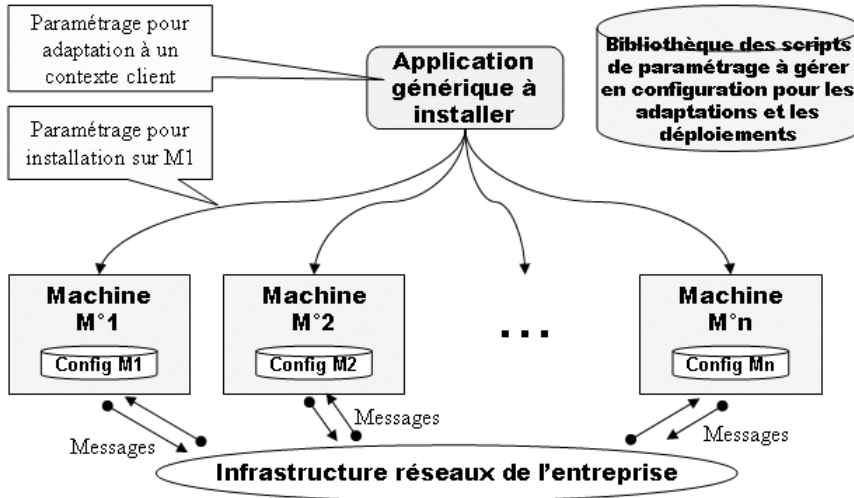 Paramétrage pour
adaptation à un
contexte client
Application
générique à
installer
Bibliothèque des scripts
de paramétrage à gérer
en configuration pour les
adaptations et les
déploiements
Paramétrage pour
installation sur M1
Machine
M°1
Config M1
Machine
M°2
Config M2
...
Machine
M°n
Config Mn
Messages
Messages
Messages
Infrastructure réseaux de l'entreprise